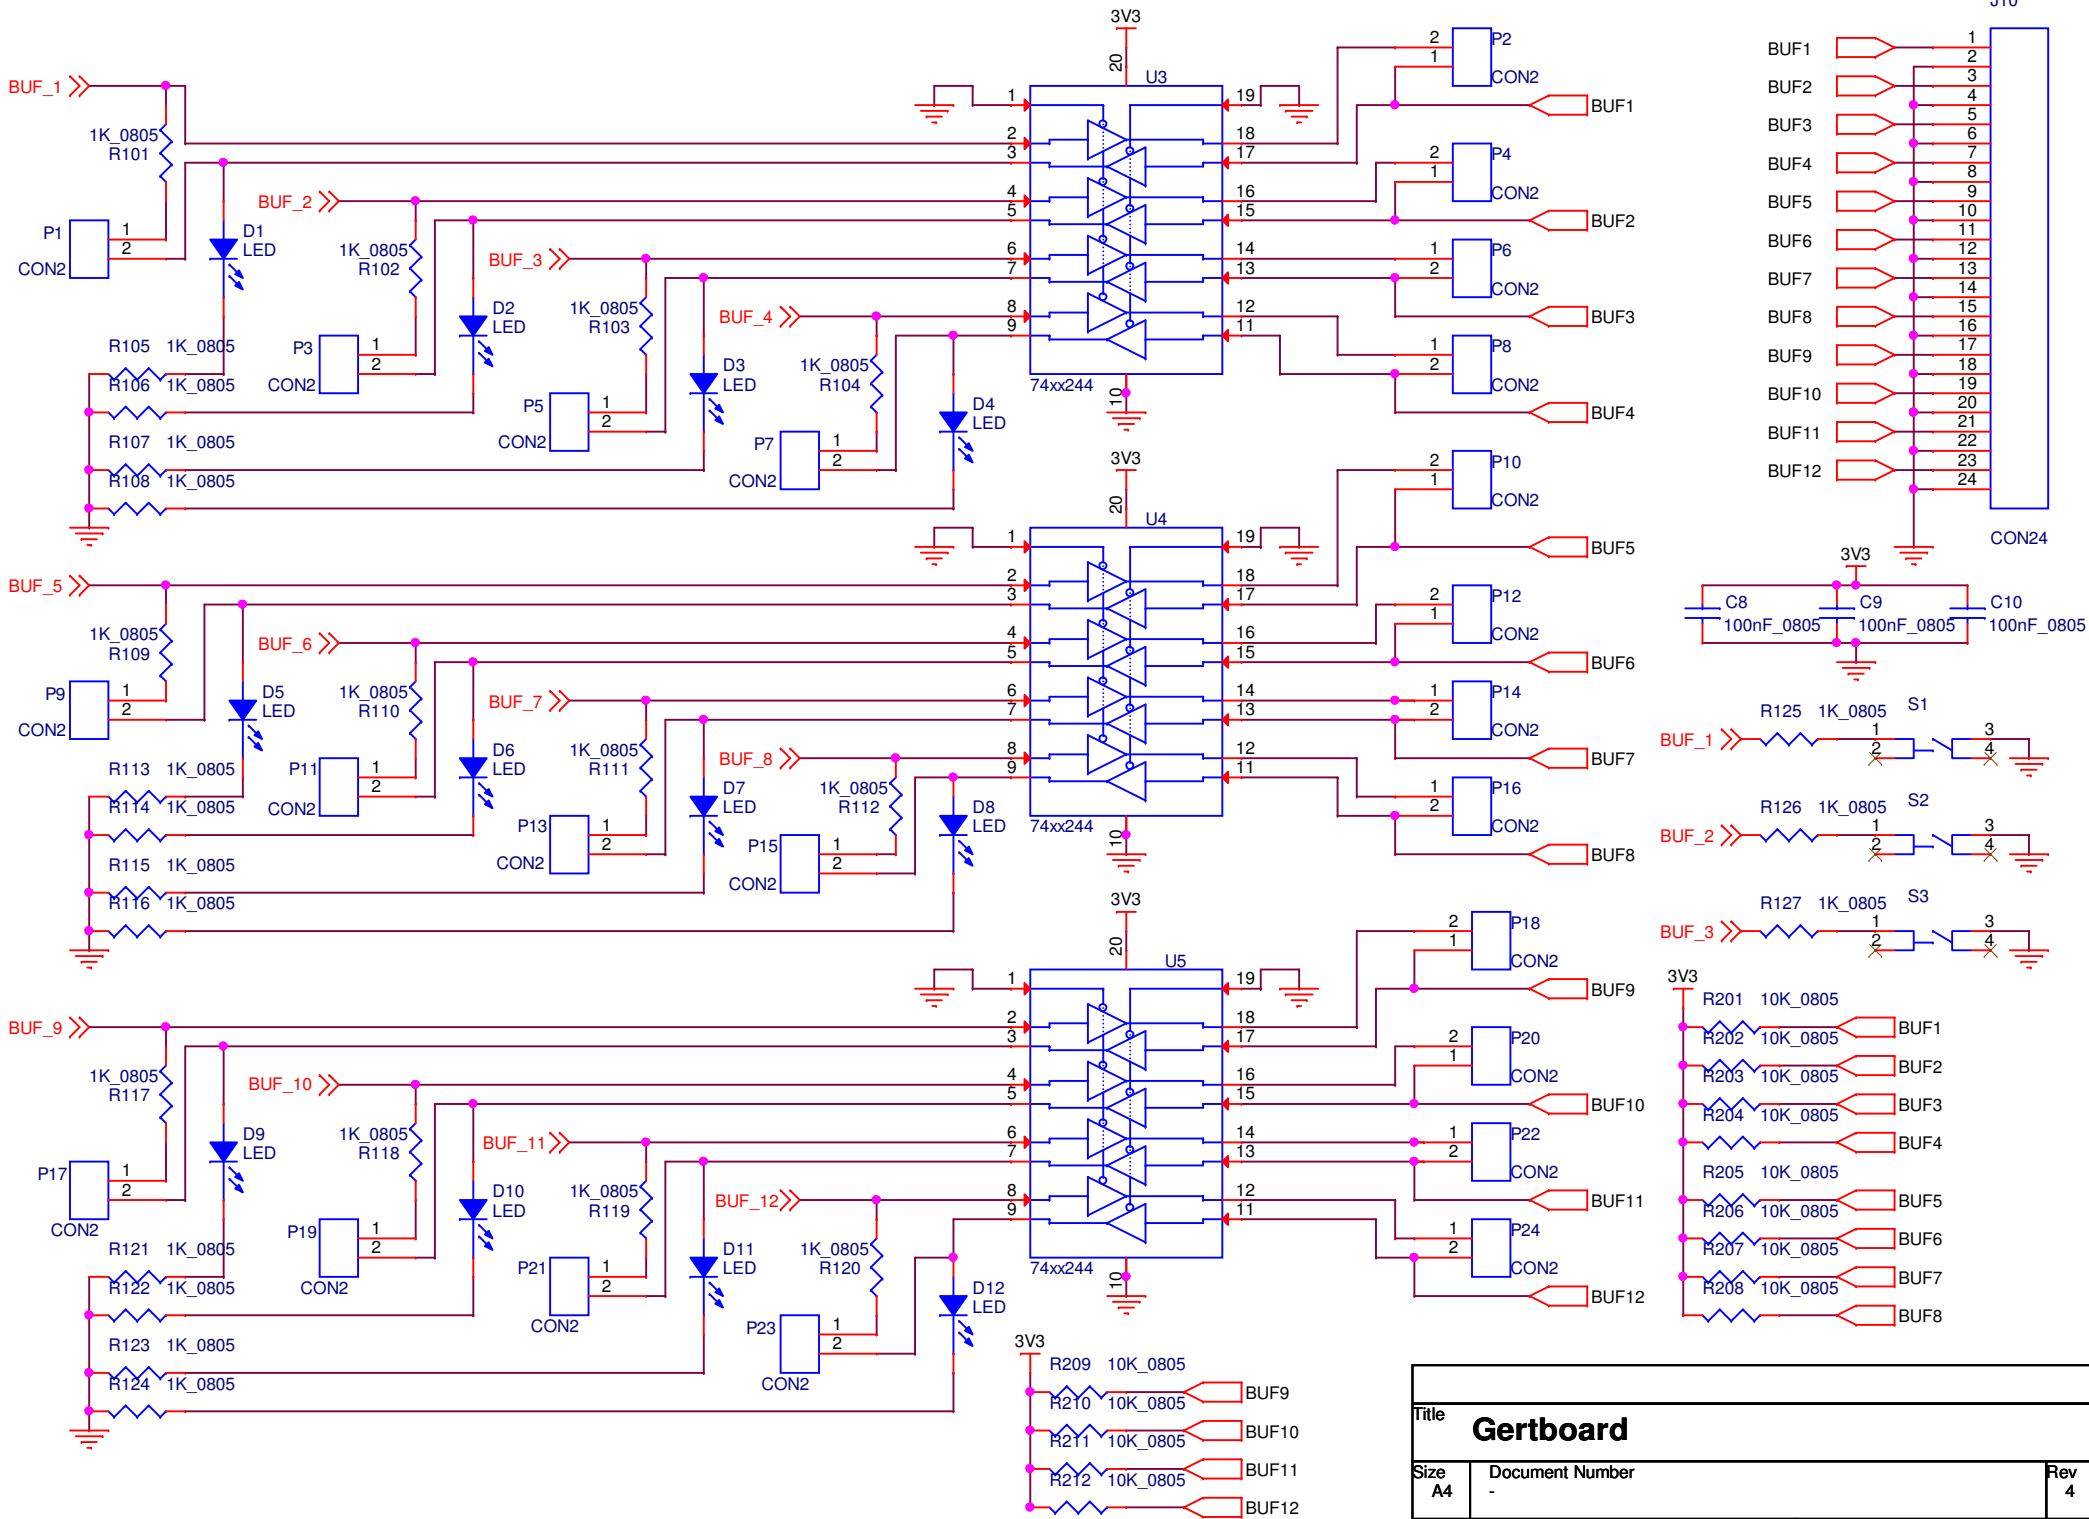 J10
3V3
20
U3
P2
2
1
CON2
BUF1
BUF_1
1K_0805
R101
P1
1
2
CON2
D1
LED
BUF_2
1K_0805
R102
P3
1
2
CON2
D2
LED
BUF_3
1K_0805
R103
P5
1
2
CON2
D3
LED
BUF_4
1K_0805
R104
P7
1
2
CON2
D4
LED
R105 1K_0805
R106 1K_0805
R107 1K_0805
R108 1K_0805
1
2
3
4
5
6
7
8
9
19
18
17
16
15
14
13
12
11
74xx244
10
P4
2
1
CON2
BUF2
P6
1
2
CON2
BUF3
P8
1
2
CON2
BUF4
BUF1
BUF2
BUF3
BUF4
BUF5
BUF6
BUF7
BUF8
BUF9
BUF10
BUF11
BUF12
1
2
3
4
5
6
7
8
9
10
11
12
13
14
15
16
17
18
19
20
21
22
23
24
CON24
3V3
20
U4
BUF_5
1K_0805
R109
P9
1
2
CON2
D5
LED
BUF_6
1K_0805
R110
P11
1
2
CON2
D6
LED
BUF_7
1K_0805
R111
P13
1
2
CON2
D7
LED
BUF_8
1K_0805
R112
P15
1
2
CON2
D8
LED
R113 1K_0805
R114 1K_0805
R115 1K_0805
R116 1K_0805
1
2
3
4
5
6
7
8
9
19
18
17
16
15
14
13
12
11
74xx244
10
P10
2
1
CON2
BUF5
P12
2
1
CON2
BUF6
P14
1
2
CON2
BUF7
P16
1
2
CON2
BUF8
3V3
C8
100nF_0805
C9
100nF_0805
C10
100nF_0805
BUF_1
R125 1K_0805
S1
1
2
3
4
BUF_2
R126 1K_0805
S2
1
2
3
4
BUF_3
R127 1K_0805
S3
1
2
3
4
3V3
20
U5
BUF_9
1K_0805
R117
P17
1
2
CON2
D9
LED
BUF_10
1K_0805
R118
P19
1
2
CON2
D10
LED
BUF_11
1K_0805
R119
P21
1
2
CON2
D11
LED
BUF_12
1K_0805
R120
P23
1
2
CON2
D12
LED
R121 1K_0805
R122 1K_0805
R123 1K_0805
R124 1K_0805
1
2
3
4
5
6
7
8
9
19
18
17
16
15
14
13
12
11
74xx244
10
P18
2
1
CON2
BUF9
P20
2
1
CON2
BUF10
P22
1
2
CON2
BUF11
P24
1
2
CON2
BUF12
3V3
R201 10K_0805
BUF1
R202 10K_0805
BUF2
R203 10K_0805
BUF3
R204 10K_0805
BUF4
R205 10K_0805
BUF5
R206 10K_0805
BUF6
R207 10K_0805
BUF7
R208 10K_0805
BUF8
3V3
R209 10K_0805
BUF9
R210 10K_0805
BUF10
R211 10K_0805
BUF11
R212 10K_0805
BUF12
Title
Gertboard
Size
A4
Document Number
-
Rev
4